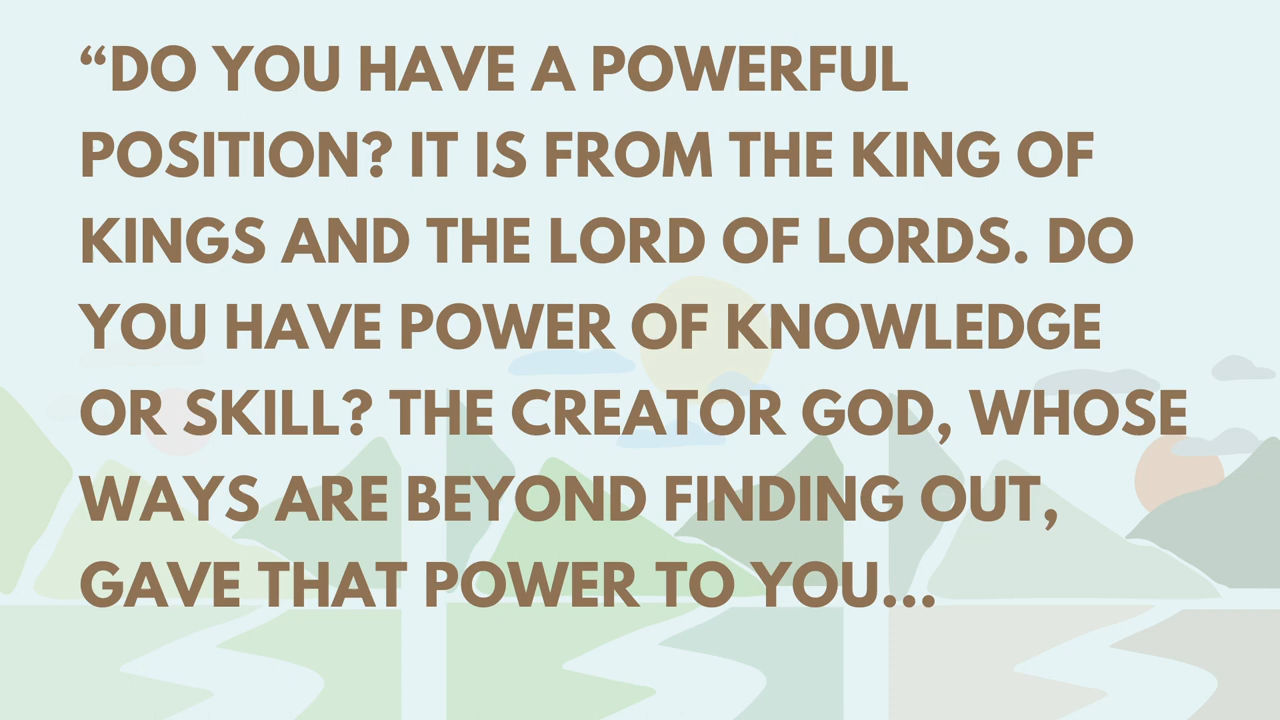 “DO YOU HAVE A POWERFUL
POSITION? IT IS FROM THE KING OF
KINGS AND THE LORD OF LORDS. DO
YOU HAVE POWER OF KNOWLEDGE
OR SKILL? THE CREATOR GOD, WHOSE
WAYS ARE BEYOND FINDING OUT,
GAVE THAT POWER TO YOU...